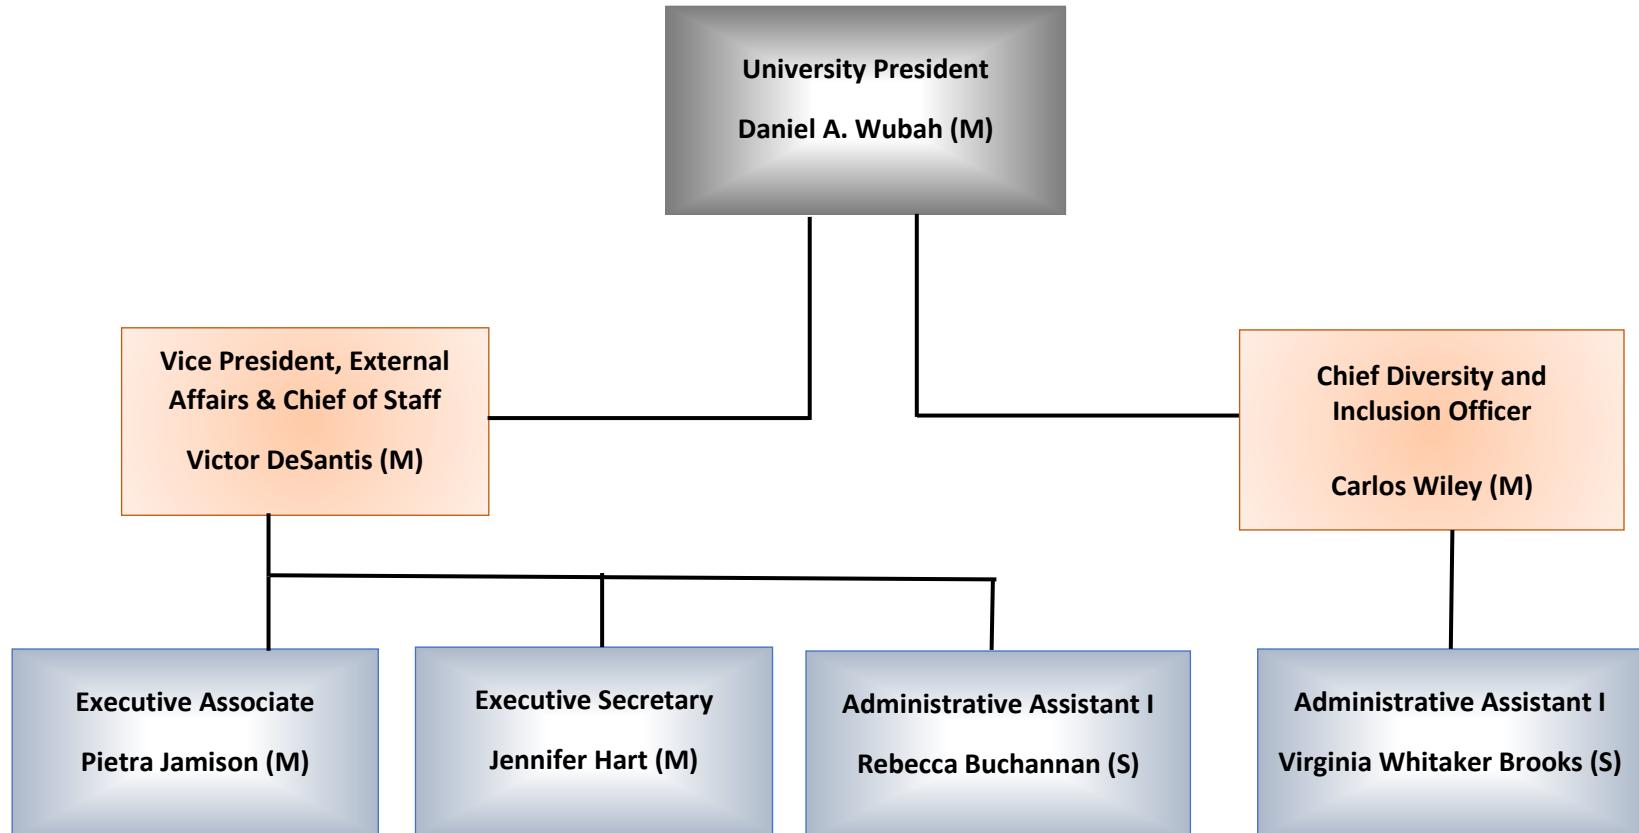 University President
Daniel A. Wubah (M)
Vice President, External
Affairs & Chief of Staff
Victor DeSantis (M)
Chief Diversity and
Inclusion Officer
Carlos Wiley (M)
Executive Associate
Pietra Jamison (M)
Executive Secretary
Jennifer Hart (M)
Administrative Assistant I
Rebecca Buchannan (S)
Administrative Assistant I
Virginia Whitaker Brooks (S)